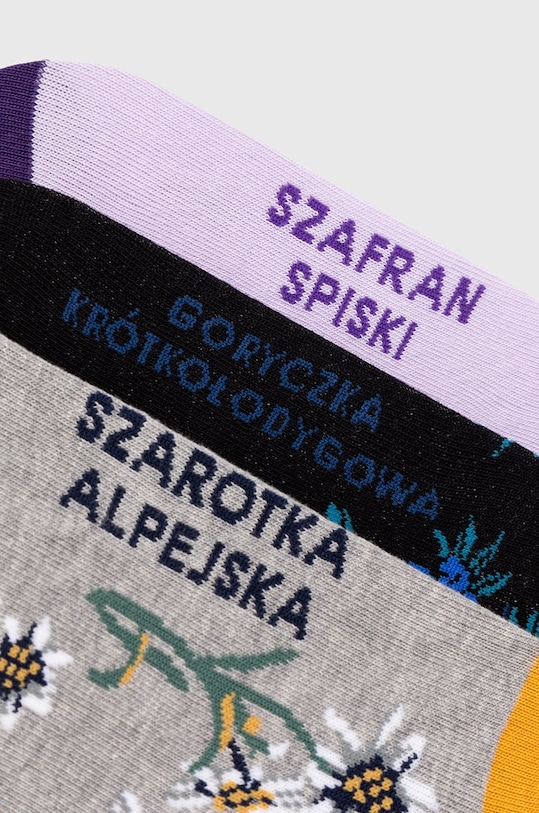 SZAFRAN
SPISKI
GORYCZKA
KRÓTKOŁODYGOWA
SZAROTKA
ALPEJSKA